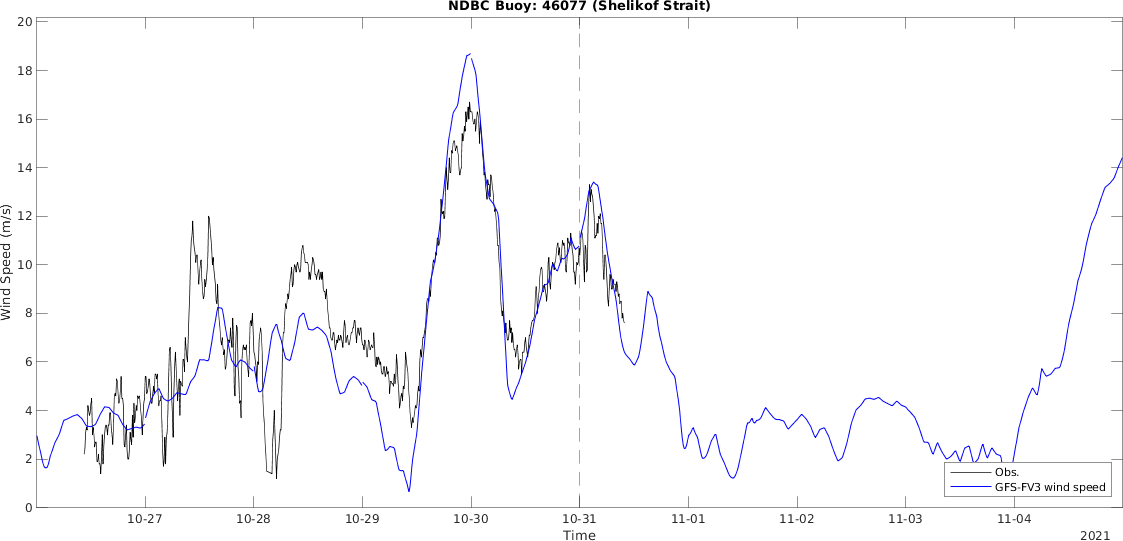 NDBC Buoy: 46077 (Shelikof Strait)
20
18
16
14
12
10
8
6
4
2
0
Wind Speed (m/s)
10-27 10-28 10-29 10-30 10-31 11-01 11-02 11-03 11-04
Time
2021
Obs.
GFS-FV3 wind speed